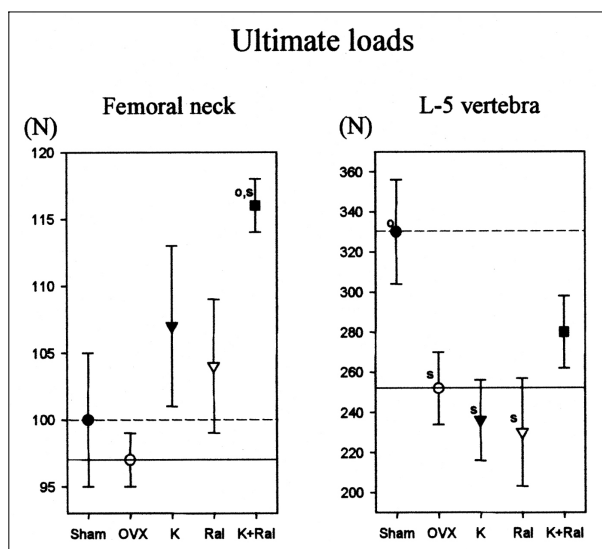 Ultimate loads
Femoral neck
(N)
120
115
110
105
100
95
o,s
Sham OVX K Ral K+Ral
L-5 vertebra
(N)
360
340
320
300
280
260
240
220
200
o
s
s
s
Sham OVX K Ral K+Ral